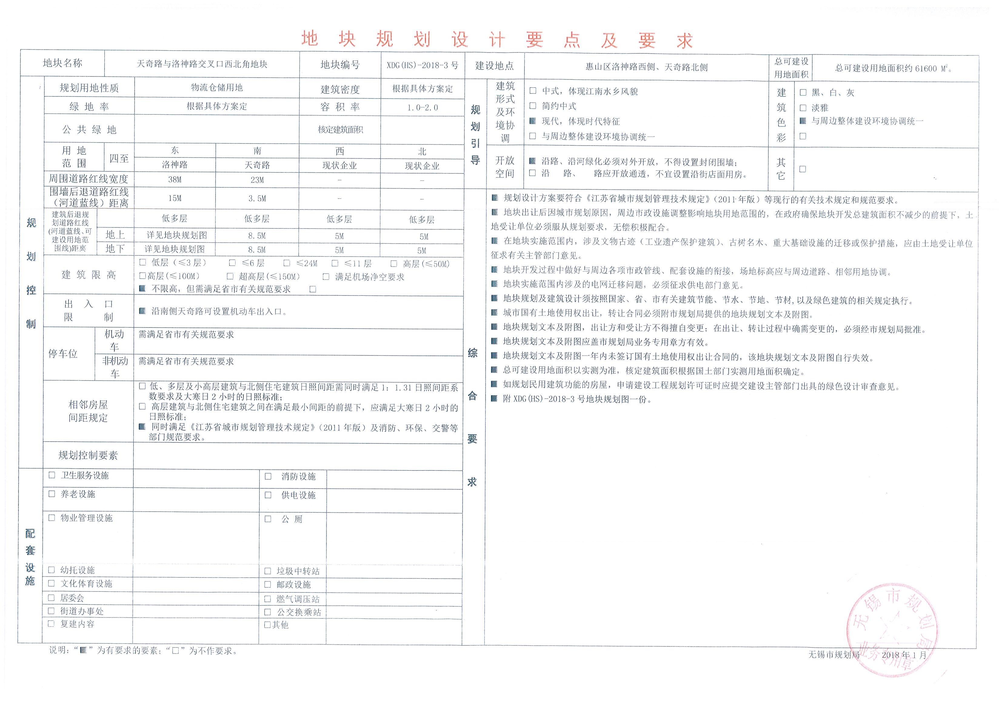 地块规划设计要点及要求
地块名称 天奇路与洛神路交叉口西北角地块 地块编号 XDG(HS)-2018-3 号 建设地点 惠山区洛神路西侧、天奇路北侧 总可建设用地面积 总可建设用地面积约 61600 M²。
规划控制
规划用地性质 物流仓储用地 建筑密度 根据具体方案定
绿地率 根据具体方案定 容积率 1.0-2.0
公共绿地 核定建筑面积
用地范围 四至 东 南 西 北
洛神路 天奇路 现状企业 现状企业
周围道路红线宽度 38M 23M － －
围墙后退道路红线
（河道蓝线）距离 15M 3.5M － －
建筑后退规
划道路红线
(河道蓝线、可
建设用地范
围线)距离
低多层 低多层 低多层 低多层
地上 详见地块规划图 8.5M 5M 5M
地下 详见地块规划图 8.5M 5M 5M
建筑限高
□ 低层（≤3 层） □ ≤6 层 □ ≤24M □ ≤11 层 □ 高层(≤50M)
□高层(≤100M) □ 超高层(≤150M) □ 满足机场净空要求
■ 不限高，但需满足省市有关规范要求 □
出入口
限制
■ 沿南侧天奇路可设置机动车出入口。
停车位
机动车 需满足省市有关规范要求
非机动车 需满足省市有关规范要求
相邻房屋
间距规定
□ 低、多层及小高层建筑与北侧住宅建筑日照间距需同时满足 1：1.31 日照间距系
数要求及大寒日 2 小时的日照标准；
□ 高层建筑与北侧住宅建筑之间在满足最小间距的前提下，应满足大寒日 2 小时的
日照标准；
■ 同时满足《江苏省城市规划管理技术规定》（2011 年版）及消防、环保、交警等
部门规范要求。
规划控制要素
配套设施
□ 卫生服务设施 □ 消防设施
□ 养老设施 □ 供电设施
□ 物业管理设施 □ 公 厕
□ 幼托设施 □ 垃圾中转站
□ 文化体育设施 □ 邮政设施
□ 居委会 □ 燃气调压站
□ 街道办事处 □ 公交换乘站
□ 复建内容 □其他
规划引导
建筑
形式
及环
境协
调
□ 中式，体现江南水乡风貌
□ 简约中式
■ 现代，体现时代特征
□ 与周边整体建设环境协调统一
建筑色彩
□ 黑、白、灰
□ 淡雅
■ 与周边整体建设环境协调统一
□
开放
空间
■ 沿路、沿河绿化必须对外开放，不得设置封闭围墙；
□ 沿 路、 路应开放通透，不宜设置沿街店面用房。
其它
□
综合要求
■ 规划设计方案要符合《江苏省城市规划管理技术规定》（2011 年版）等现行的有关技术规定和规范要求。
■ 地块出让后因城市规划原因，周边市政设施调整影响地块用地范围的，在政府确保地块开发总建筑面积不减少的前提下，土
地受让单位必须服从规划要求，无偿积极配合。
■ 在地块实施范围内，涉及文物古迹（工业遗产保护建筑）、古树名木、重大基础设施的迁移或保护措施，应由土地受让单位
征求有关主管部门意见。
■ 地块开发过程中做好与周边各项市政管线、配套设施的衔接，场地标高应与周边道路、相邻用地协调。
■ 地块实施范围内涉及的电网迁移问题，必须征求供电部门意见。
■ 地块规划及建筑设计须按照国家、省、市有关建筑节能、节水、节地、节材,以及绿色建筑的相关规定执行。
■ 城市国有土地使用权出让，转让合同必须附市规划局提供的地块规划文本及附图。
■ 地块规划文本及附图，出让方和受让方不得擅自变更；在出让、转让过程中确需变更的，必须经市规划局批准。
■ 地块规划文本及附图应盖市规划局业务专用章方有效。
■ 地块规划文本及附图一年内未签订国有土地使用权出让合同的，该地块规划文本及附图自行失效。
■ 总可建设用地面积以实测为准，核定建筑面积根据国土部门实测用地面积确定。
■ 如规划民用建筑功能的房屋，申请建设工程规划许可证时应提交建设主管部门出具的绿色设计审查意见。
■ 附 XDG(HS)-2018-3 号地块规划图一份。
说明：“■”为有要求的要素；“□”为不作要求。
无锡市规划局 2018 年 1 月
无锡市规划局
业务专用章